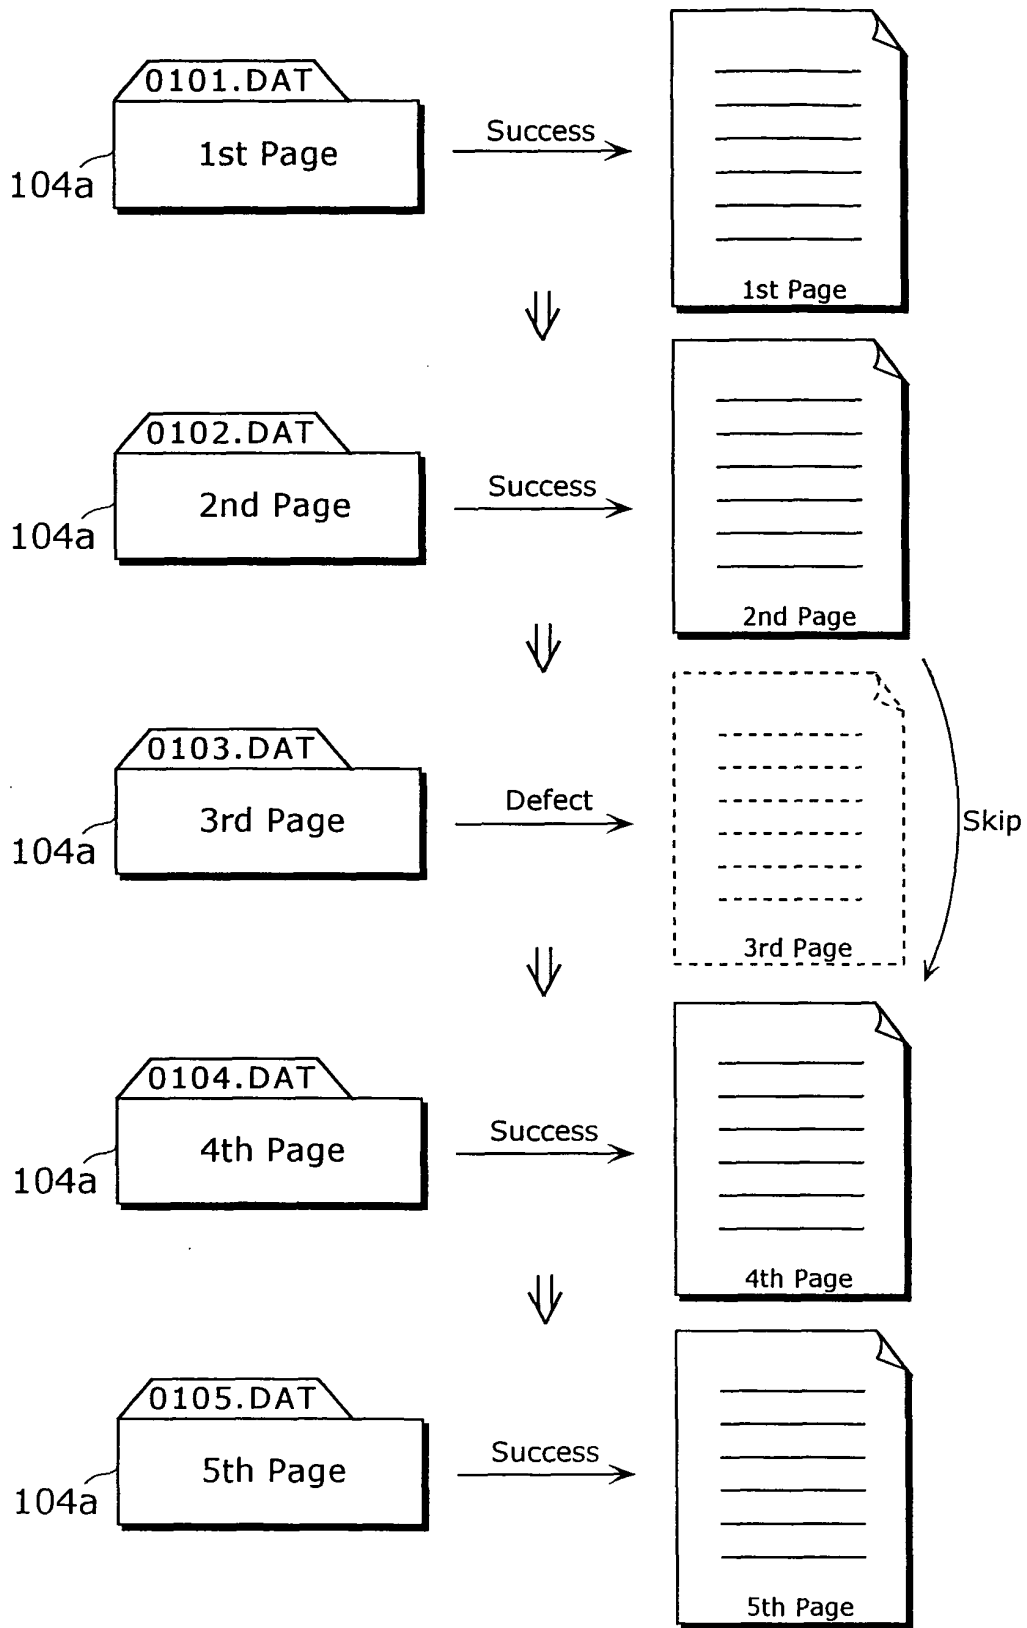 0101.DAT
1st Page
104a
Success
1st Page
0102.DAT
2nd Page
104a
Success
2nd Page
0103.DAT
3rd Page
104a
Defect
3rd Page
Skip
0104.DAT
4th Page
104a
Success
4th Page
0105.DAT
5th Page
104a
Success
5th Page